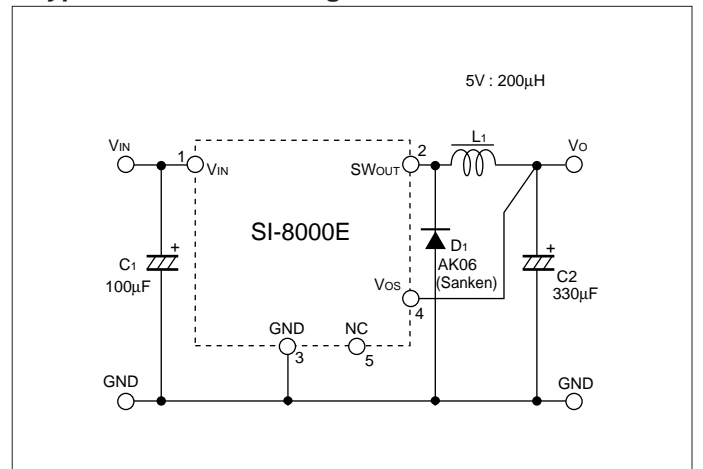 5V : 200µH
L1
VIN
1
VIN
2
SWOUT
VO
SI-8000E
C1
+
100µF
D1
AK06
(Sanken)
VOS
4
+
C2
330µF
GND
3
NC
5
GND
GND